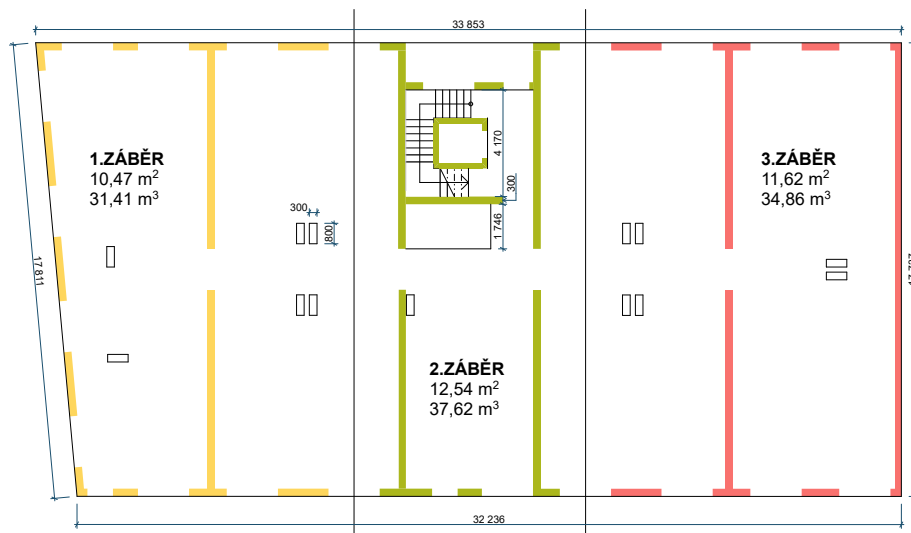 33 853
1.ZÁBĚR
10,47 m²
31,41 m³
3.ZÁBĚR
11,62 m²
34,86 m³
4 170
300
1 746
300
800
17 811
2.ZÁBĚR
12,54 m²
37,62 m³
32 236